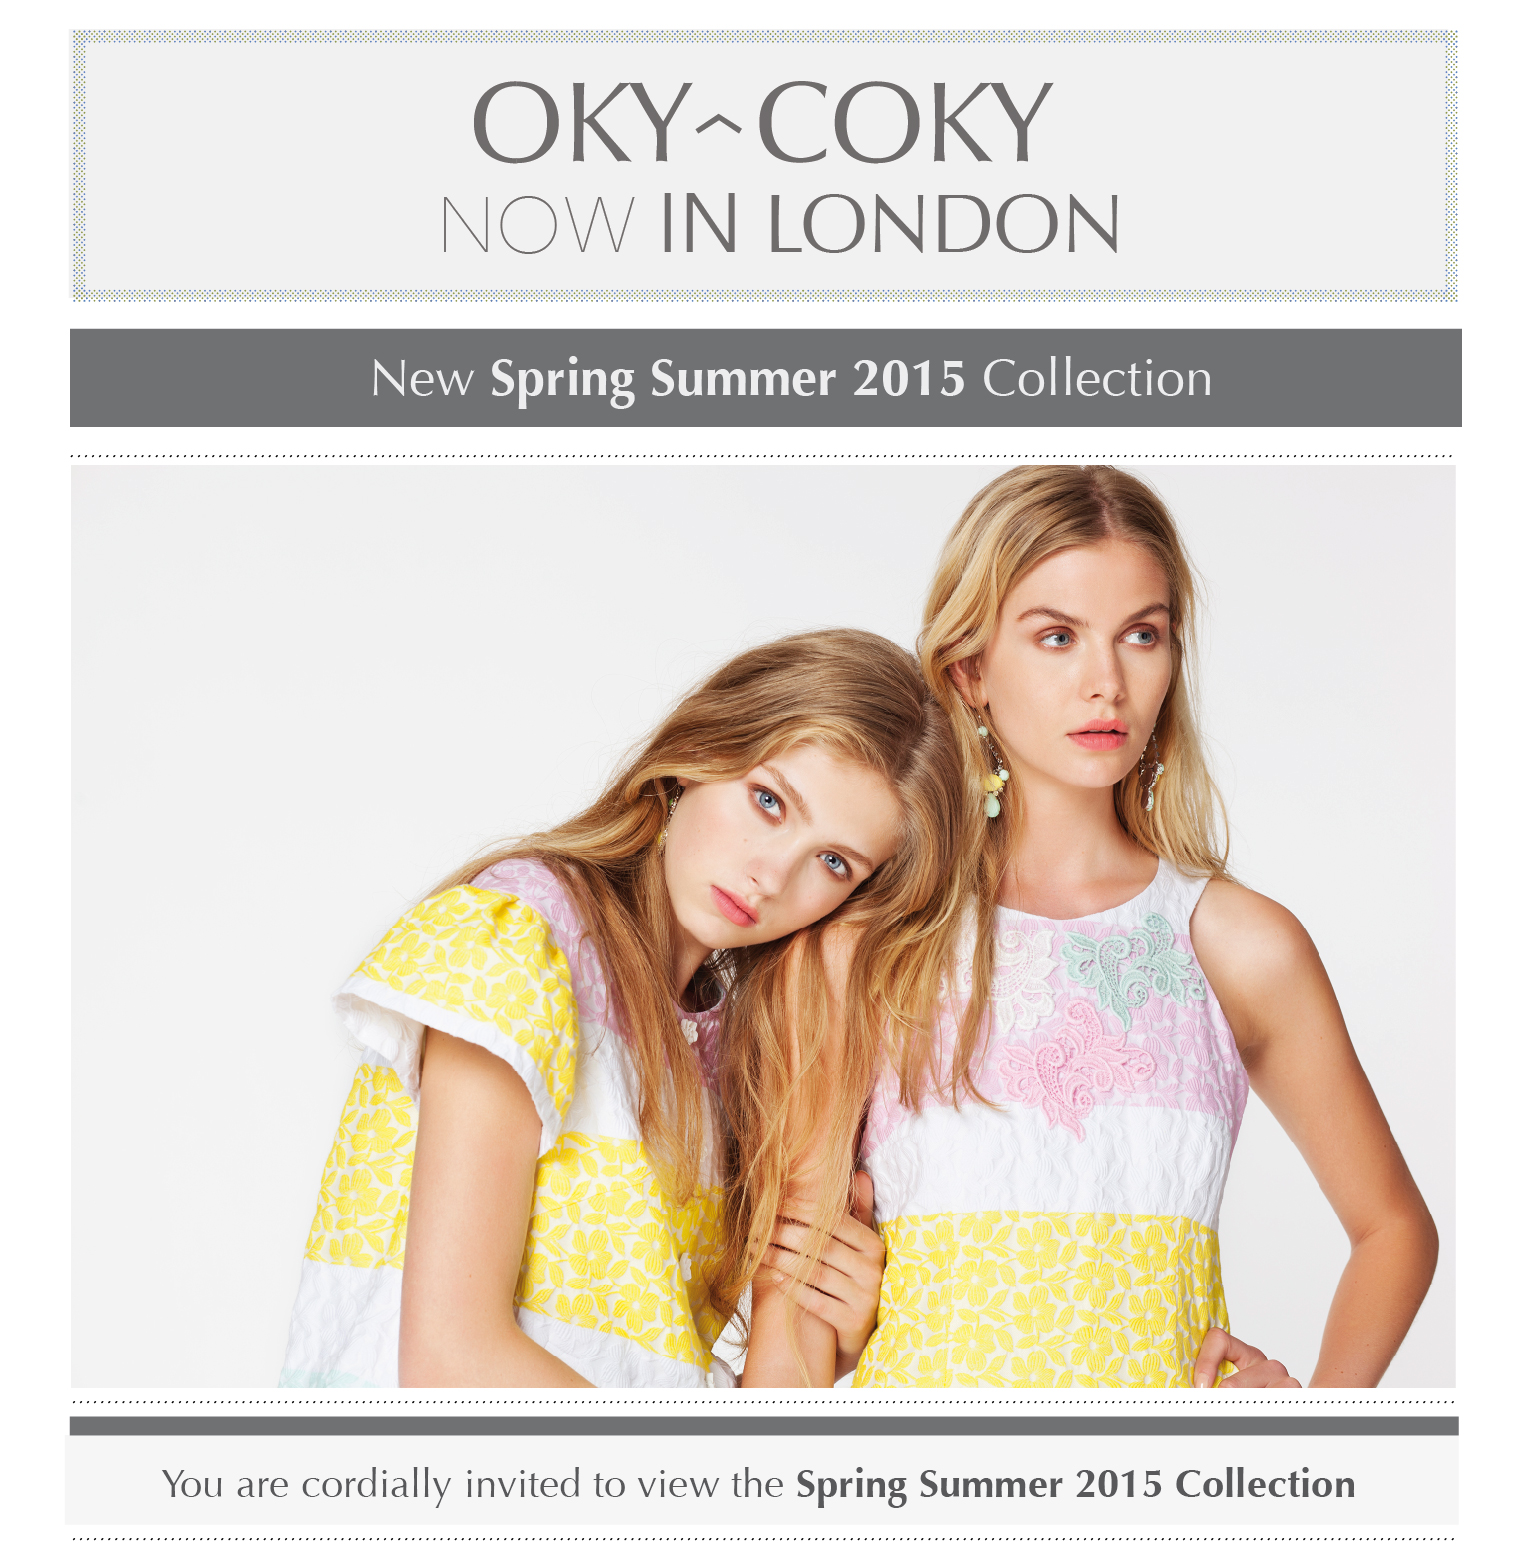 OKY^COKY
NOW IN LONDON
New Spring Summer 2015 Collection
You are cordially invited to view the Spring Summer 2015 Collection